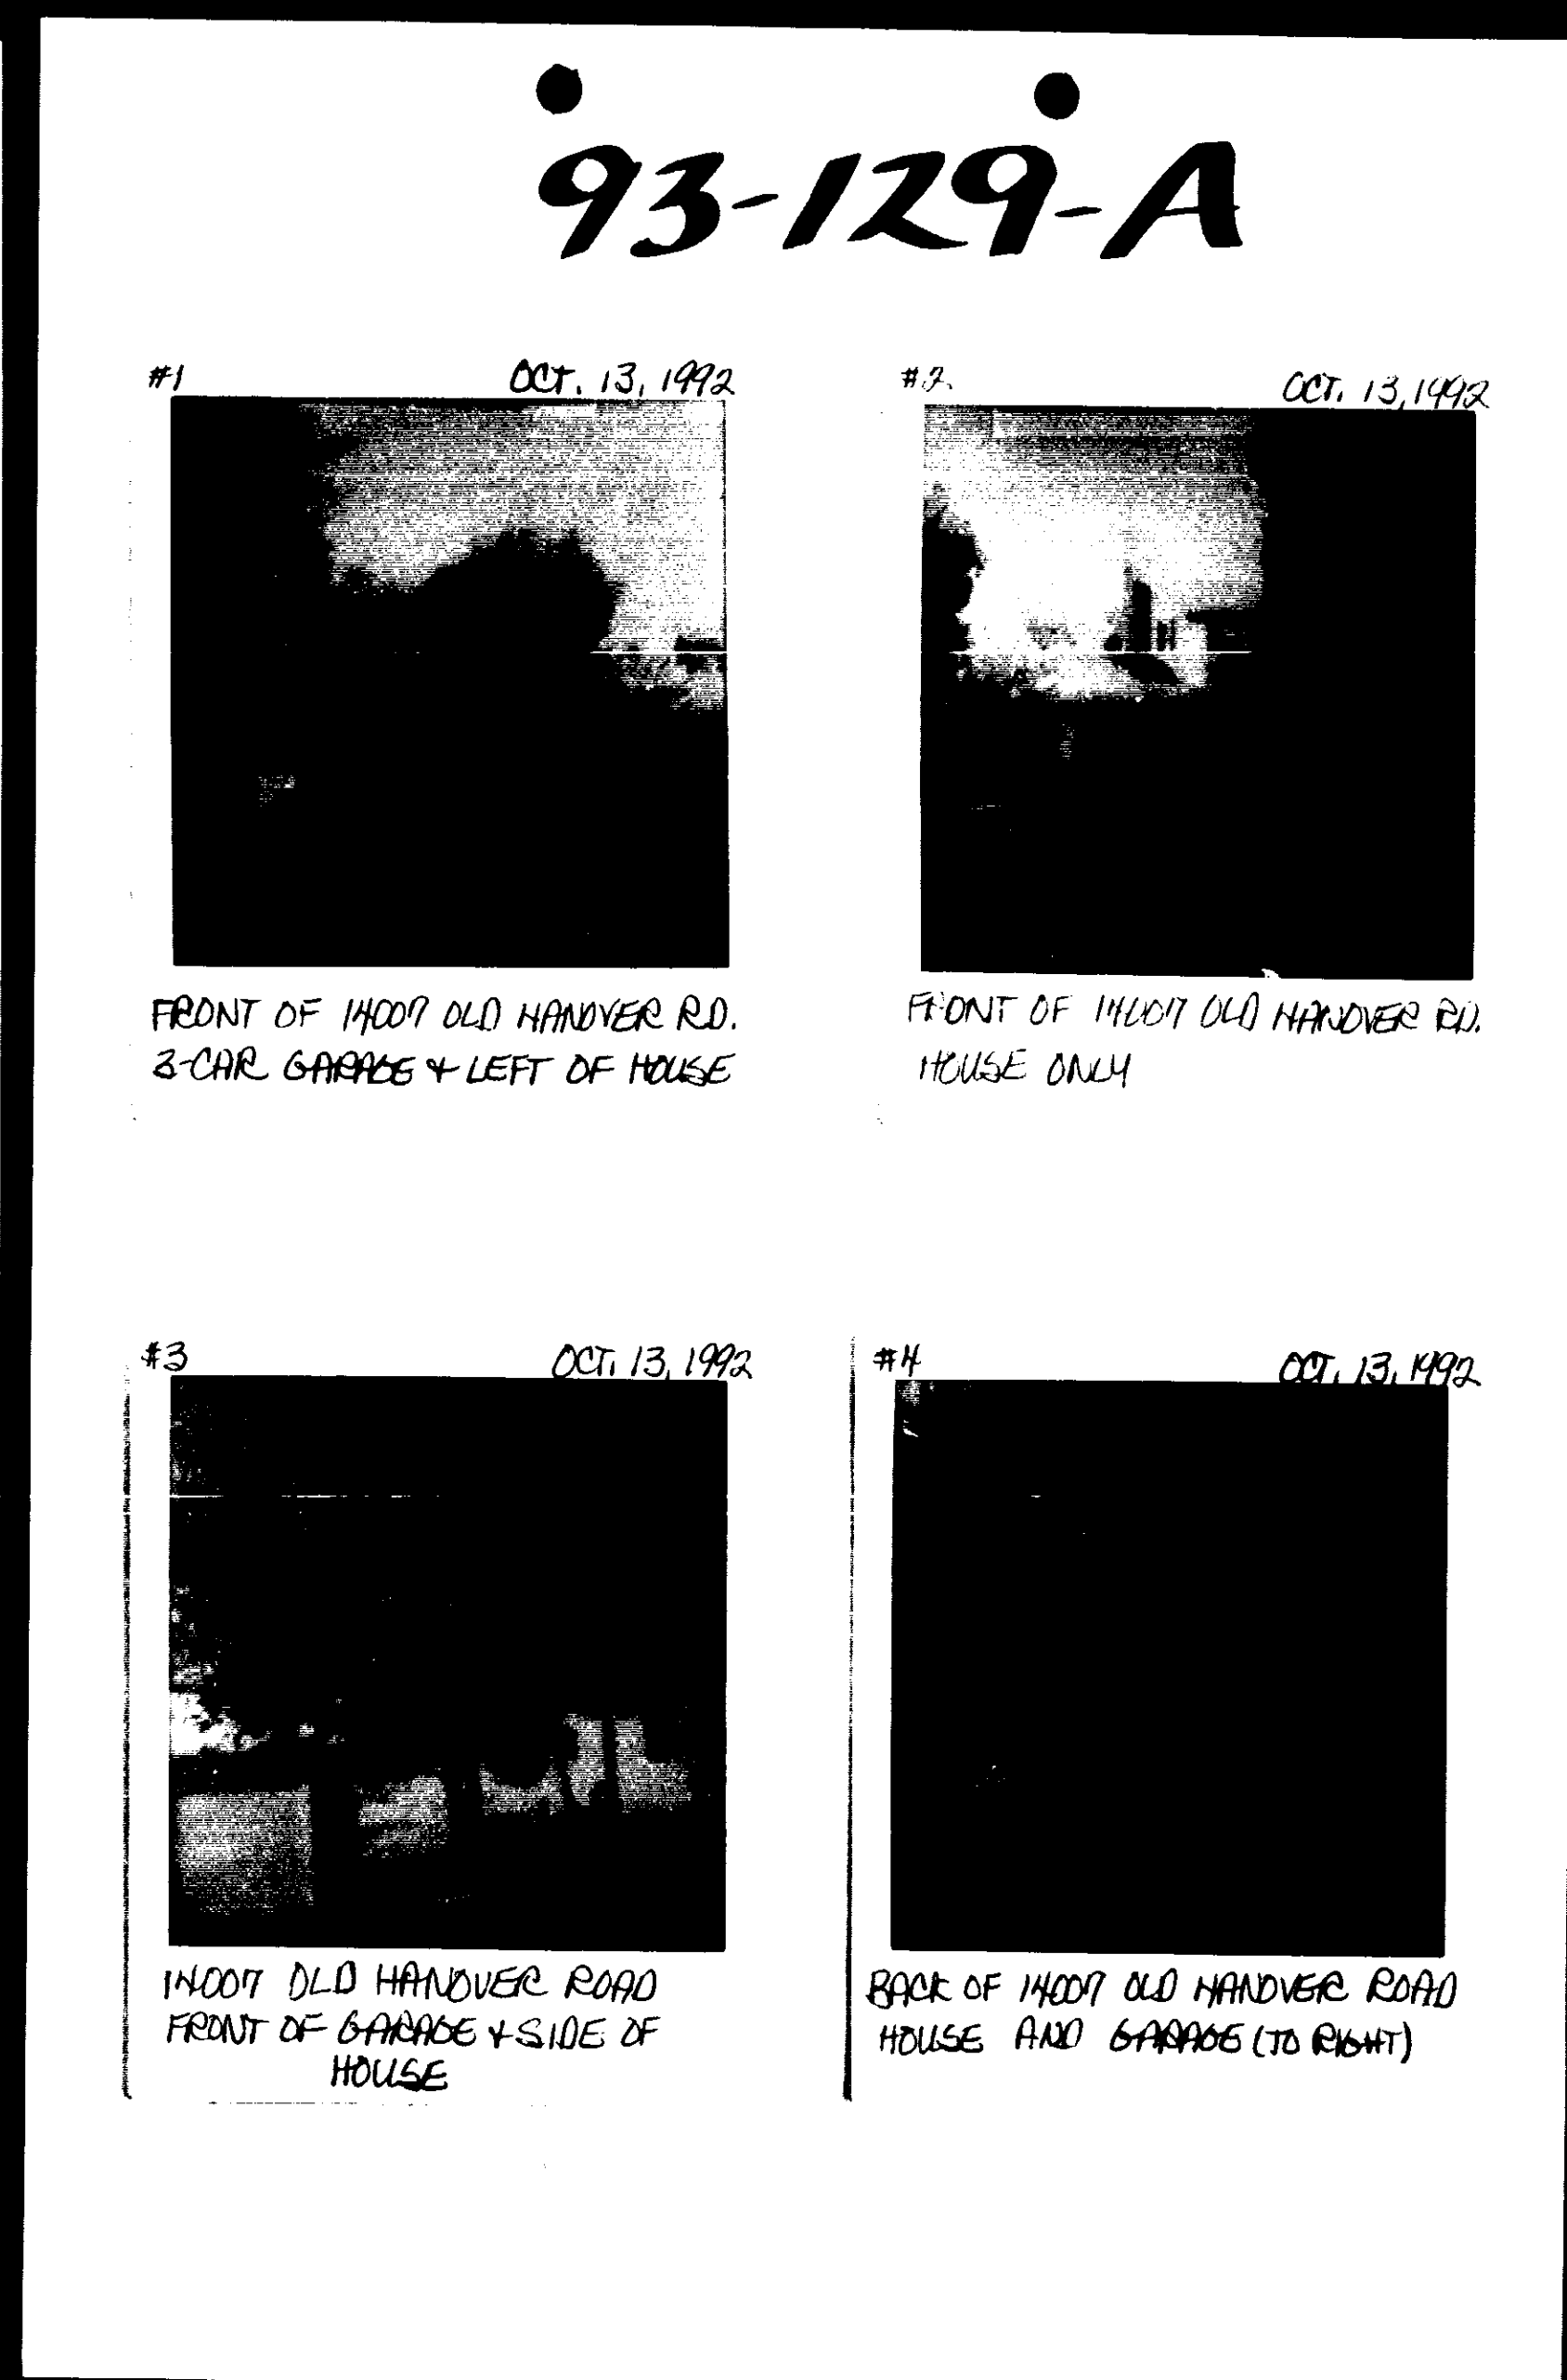 93-129-A
#1 OCT. 13, 1992
FRONT OF 14007 OLD HANOVER RD.
3-CAR GARAGE & LEFT OF HOUSE
#2. OCT. 13, 1992
FRONT OF 14007 OLD HANOVER RD.
HOUSE ONLY
#3 OCT. 13, 1992
14007 OLD HANOVER ROAD
FRONT OF GARAGE & SIDE OF
HOUSE
#4 OCT. 13, 1992
BACK OF 14007 OLD HANOVER ROAD
HOUSE AND GARAGE (TO RIGHT)